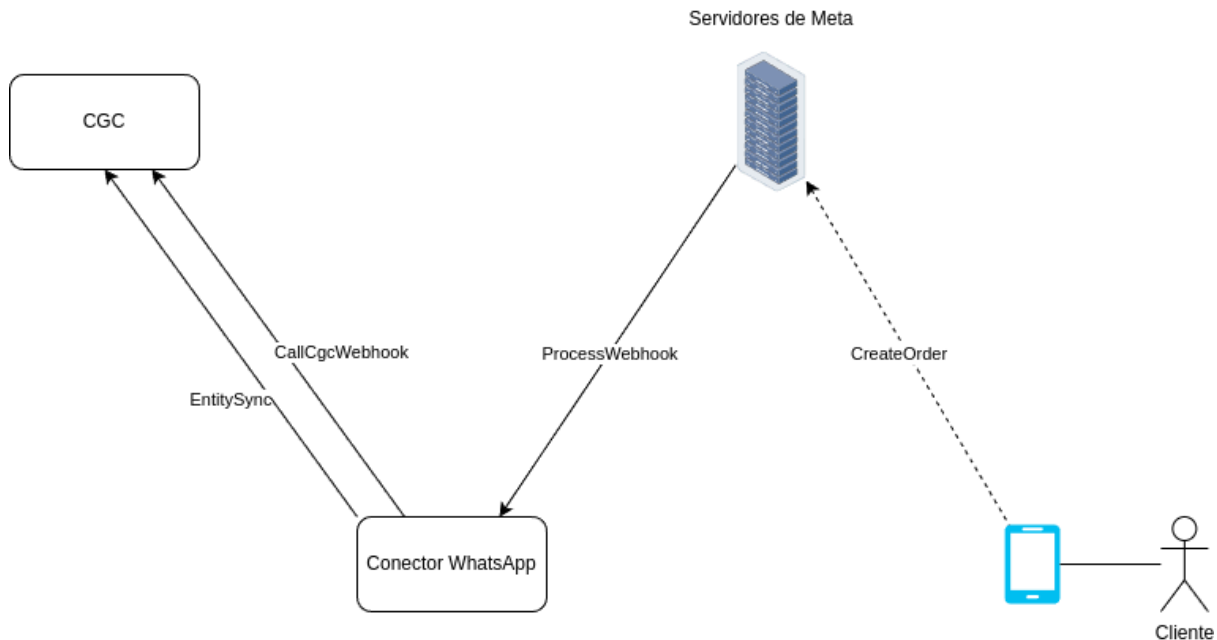 Servidores de Meta
CGC
CallCgcWebhook
ProcessWebhook
CreateOrder
EntitySync
Conector WhatsApp
Cliente